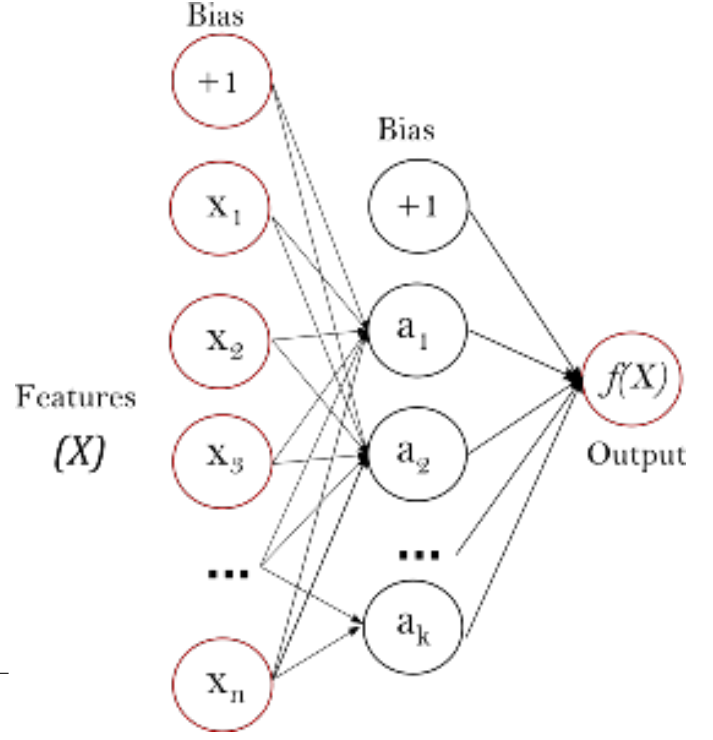 Bias
+1
x1
x2
x3
...
xn
Features
(X)
Bias
+1
a1
a2
...
ak
f(X)
Output